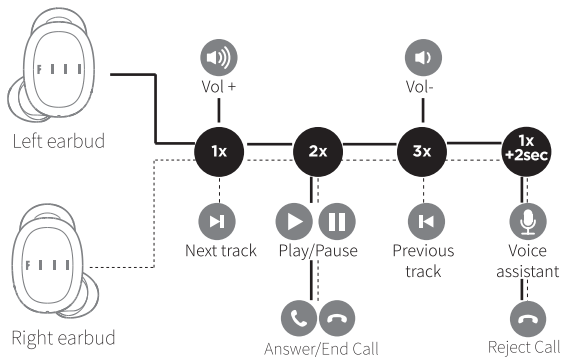 FIIL
Left earbud
Vol +
Vol-
1x
2x
3x
1x
+2sec
Next track
Play/Pause
Previous
track
Voice
assistant
FIIL
Right earbud
Answer/End Call
Reject Call